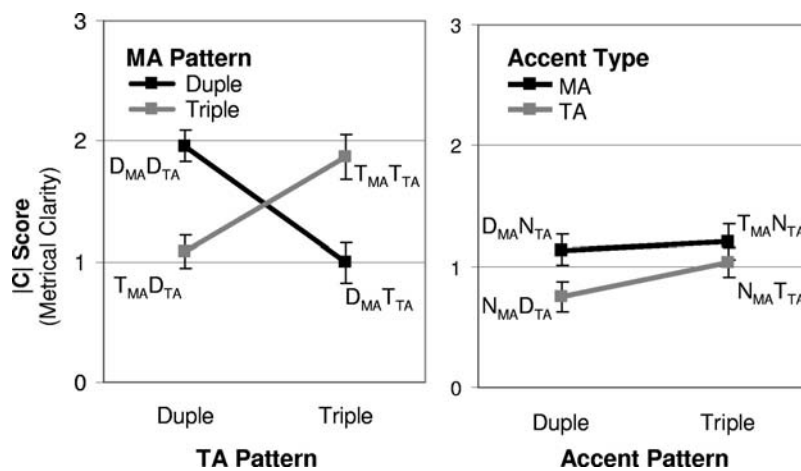 3
MA Pattern
Duple
Triple
2
1
0
|C| Score
(Metrical Clarity)
D_MA D_TA
T_MA T_TA
T_MA D_TA
D_MA T_TA
Duple Triple
TA Pattern
3
Accent Type
MA
TA
2
1
0
D_MA N_TA
T_MA N_TA
N_MA D_TA
N_MA T_TA
Duple Triple
Accent Pattern